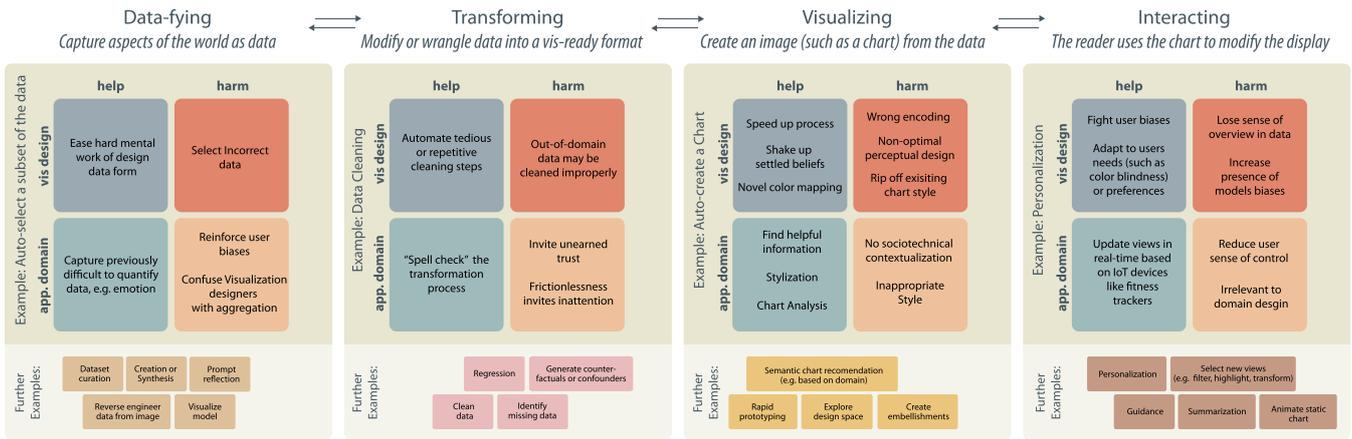 Data-fying
Capture aspects of the world as data
Example: Auto-select a subset of the data
help
harm
vis design
Ease hard mental
work of design
data form
Select Incorrect
data
app. domain
Capture previously
difficult to quantify
data, e.g. emotion
Reinforce user
biases
Confuse Visualization
designers
with aggregation
Further
Examples:
Dataset
curation
Creation or
Synthesis
Prompt
reflection
Reverse engineer
data from image
Visualize
model
Transforming
Modify or wrangle data into a vis-ready format
Example: Data Cleaning
help
harm
vis design
Automate tedious
or repetitive
cleaning steps
Out-of-domain
data may be
cleaned improperly
app. domain
“Spell check” the
transformation
process
Invite unearned
trust
Frictionlessness
invites inattention
Further
Examples:
Regression
Generate counter-
factuals or confounders
Clean
data
Identify
missing data
Visualizing
Create an image (such as a chart) from the data
Example: Auto-create a Chart
help
harm
vis design
Speed up process
Shake up
settled beliefs
Novel color mapping
Wrong encoding
Non-optimal
perceptual design
Rip off exisiting
chart style
app. domain
Find helpful
information
Stylization
Chart Analysis
No sociotechnical
contextualization
Inappropriate
Style
Further
Examples:
Semantic chart recomendation
(e.g. based on domain)
Rapid
prototyping
Explore
design space
Create
embellishments
Interacting
The reader uses the chart to modify the display
Example: Personalization
help
harm
vis design
Fight user biases
Adapt to users
needs (such as
color blindness)
or preferences
Lose sense of
overview in data
Increase
presence of
models biases
app. domain
Update views in
real-time based
on IoT devices
like fitness
trackers
Reduce user
sense of control
Irrelevant to
domain desgin
Further
Examples:
Personalization
Select new views
(e.g. filter, highlight, transform)
Guidance
Summarization
Animate static
chart